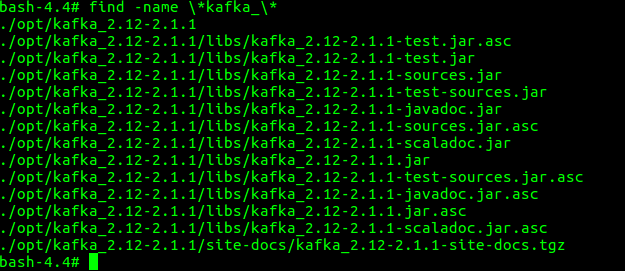 bash-4.4# find -name \*kafka_\*
./opt/kafka_2.12-2.1.1
./opt/kafka_2.12-2.1.1/libs/kafka_2.12-2.1.1-test.jar.asc
./opt/kafka_2.12-2.1.1/libs/kafka_2.12-2.1.1-test.jar
./opt/kafka_2.12-2.1.1/libs/kafka_2.12-2.1.1-sources.jar
./opt/kafka_2.12-2.1.1/libs/kafka_2.12-2.1.1-test-sources.jar
./opt/kafka_2.12-2.1.1/libs/kafka_2.12-2.1.1-javadoc.jar
./opt/kafka_2.12-2.1.1/libs/kafka_2.12-2.1.1-sources.jar.asc
./opt/kafka_2.12-2.1.1/libs/kafka_2.12-2.1.1-scaladoc.jar
./opt/kafka_2.12-2.1.1/libs/kafka_2.12-2.1.1.jar
./opt/kafka_2.12-2.1.1/libs/kafka_2.12-2.1.1-test-sources.jar.asc
./opt/kafka_2.12-2.1.1/libs/kafka_2.12-2.1.1-javadoc.jar.asc
./opt/kafka_2.12-2.1.1/libs/kafka_2.12-2.1.1.jar.asc
./opt/kafka_2.12-2.1.1/libs/kafka_2.12-2.1.1-scaladoc.jar.asc
./opt/kafka_2.12-2.1.1/site-docs/kafka_2.12-2.1.1-site-docs.tgz
bash-4.4#